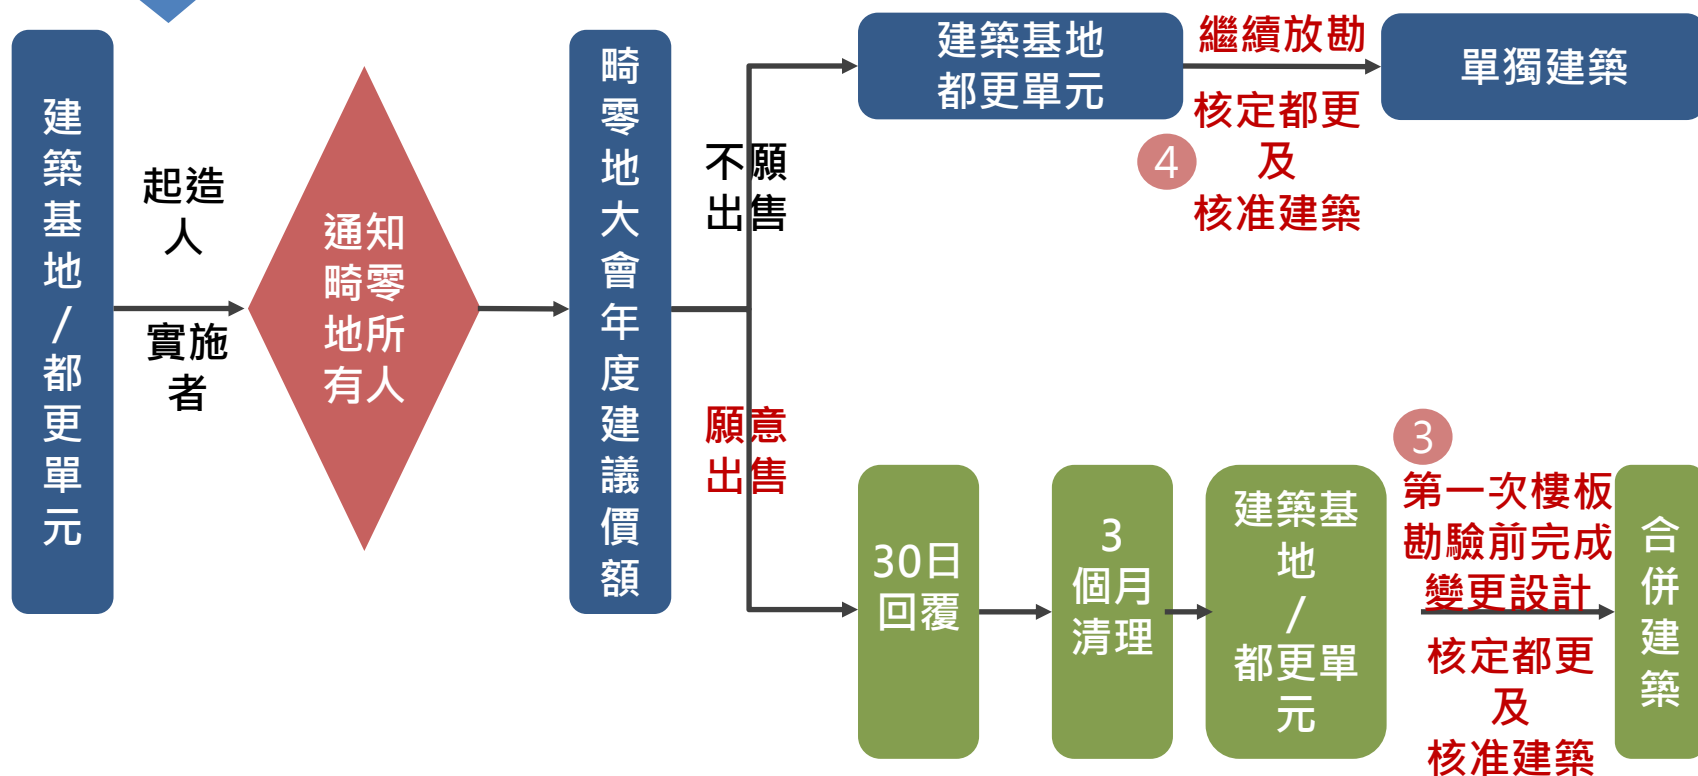 建
築
基
地
/
都
更
單
元
起造
人
實施
者
通知
畸零
地所
有人
畸
零
地
大
會
年
度
建
議
價
額
不願
出售
願意
出售
建築基地
都更單元
繼續放勘
核定都更
及
核准建築
4
單獨建築
30日
回覆
3
個月
清理
建築基
地
/
都更單
元
3
第一次樓板
勘驗前完成
變更設計
核定都更
及
核准建築
合
併
建
築